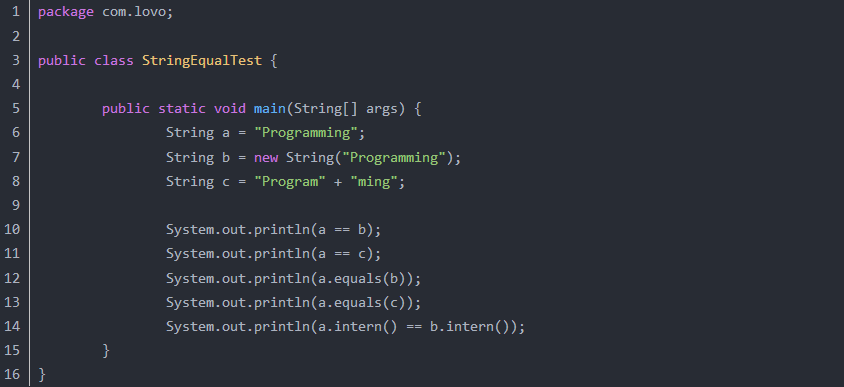 1 package com.lovo;
2
3 public class StringEqualTest {
4
5         public static void main(String[] args) {
6                 String a = "Programming";
7                 String b = new String("Programming");
8                 String c = "Program" + "ming";
9
10                 System.out.println(a == b);
11                 System.out.println(a == c);
12                 System.out.println(a.equals(b));
13                 System.out.println(a.equals(c));
14                 System.out.println(a.intern() == b.intern());
15         }
16 }